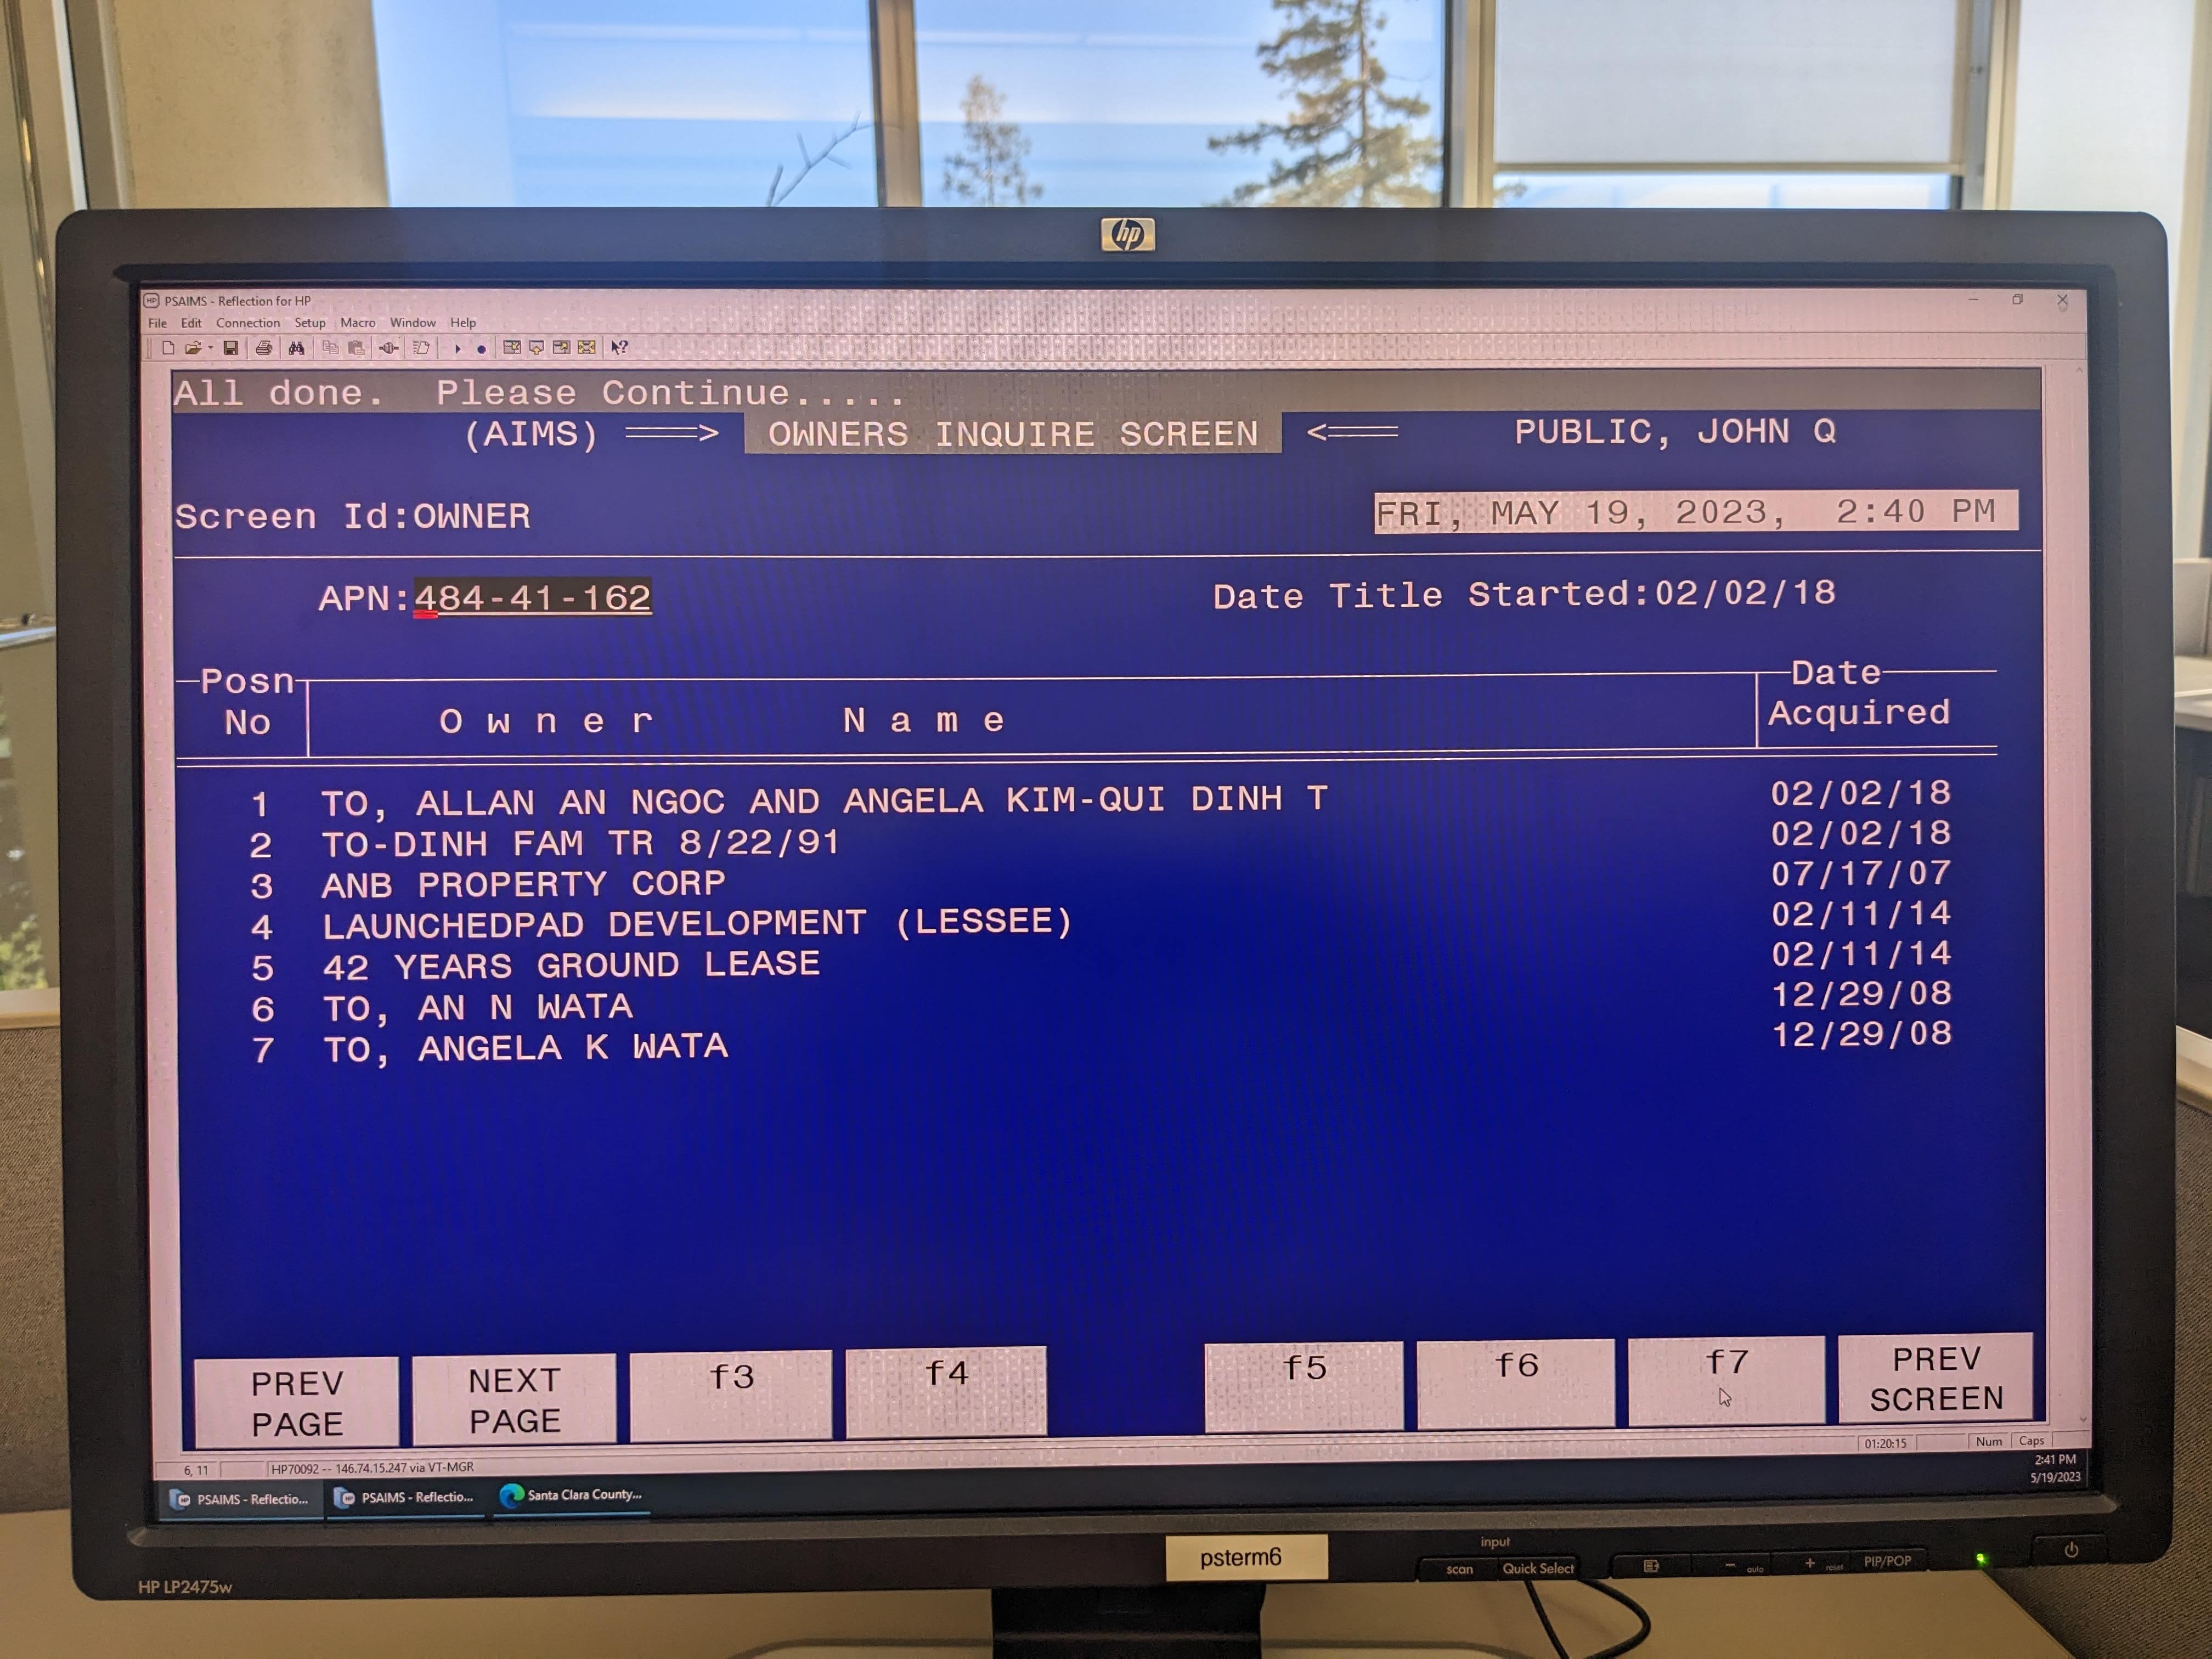 hp
PSAIMS - Reflection for HP
File Edit Connection Setup Macro Window Help
All done. Please Continue.....
(AIMS) ===> OWNERS INQUIRE SCREEN <=== PUBLIC, JOHN Q
Screen Id:OWNER FRI, MAY 19, 2023, 2:40 PM
APN:484-41-162 Date Title Started:02/02/18
Posn Date
No Owner Name Acquired
1 TO, ALLAN AN NGOC AND ANGELA KIM-QUI DINH T 02/02/18
2 TO-DINH FAM TR 8/22/91 02/02/18
3 ANB PROPERTY CORP 07/17/07
4 LAUNCHEDPAD DEVELOPMENT (LESSEE) 02/11/14
5 42 YEARS GROUND LEASE 02/11/14
6 TO, AN N WATA 12/29/08
7 TO, ANGELA K WATA 12/29/08
PREV NEXT f3 f4 f5 f6 f7 PREV
PAGE PAGE SCREEN
01:20:15 Num Caps
6, 11 HP70092 -- 146.74.15.247 via VT-MGR
2:41 PM
PSAIMS - Reflectio... PSAIMS - Reflectio... Santa Clara County... 5/19/2023
psterm6
input
scan Quick Select - auto + reset PIP/POP
HP LP2475w